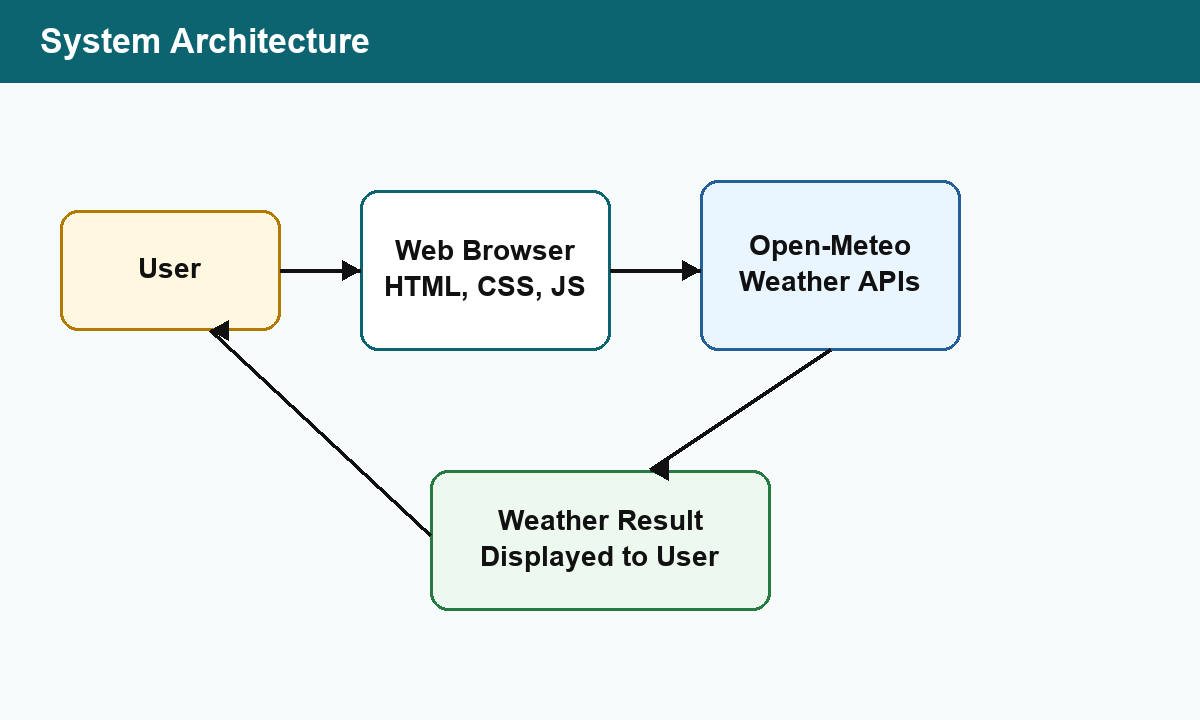 System Architecture
User
Web Browser
HTML, CSS, JS
Open-Meteo
Weather APIs
Weather Result
Displayed to User